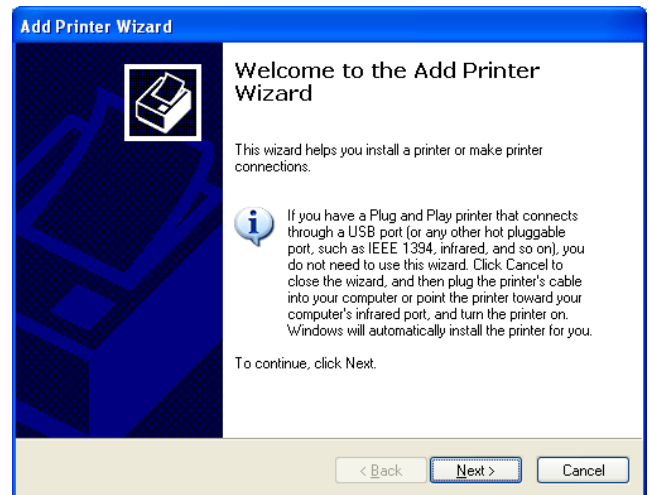 Add Printer Wizard
Welcome to the Add Printer
Wizard
This wizard helps you install a printer or make printer
connections.
If you have a Plug and Play printer that connects
through a USB port (or any other hot pluggable
port, such as IEEE 1394, infrared, and so on), you
do not need to use this wizard. Click Cancel to
close the wizard, and then plug the printer's cable
into your computer or point the printer toward your
computer's infrared port, and turn the printer on.
Windows will automatically install the printer for you.
To continue, click Next.
< Back Next > Cancel